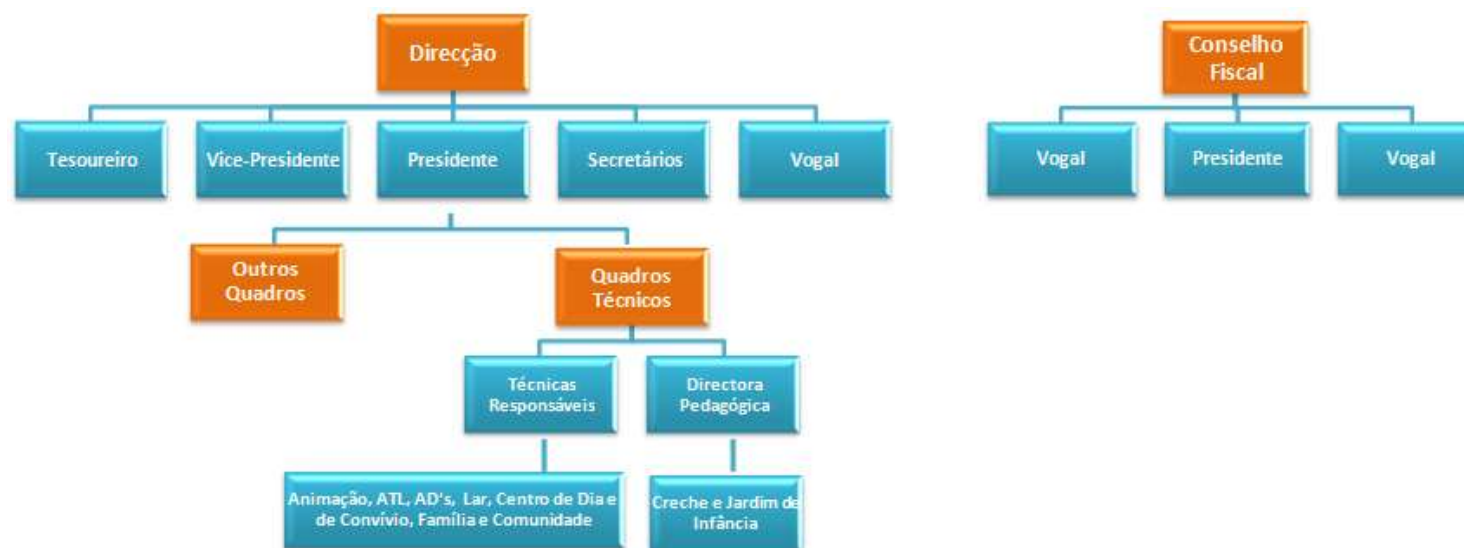 Direcção
Conselho
Fiscal
Tesoureiro
Vice-Presidente
Presidente
Secretários
Vogal
Vogal
Presidente
Vogal
Outros
Quadros
Quadros
Técnicos
Técnicas
Responsáveis
Directora
Pedagógica
Animação, ATL, AD's, Lar, Centro de Dia e
de Convívio, Família e Comunidade
Creche e Jardim de
Infância